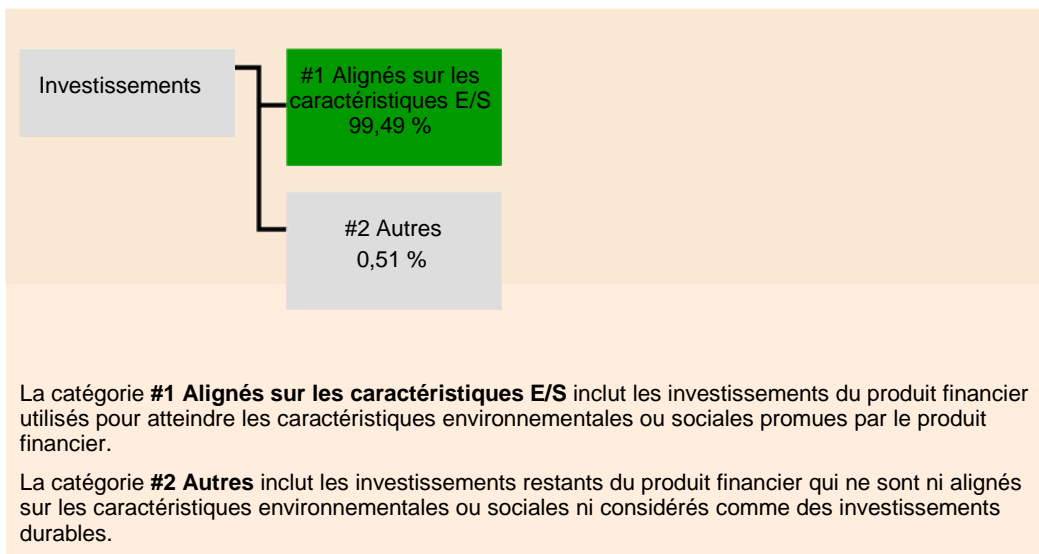 Investissements
#1 Alignés sur les
caractéristiques E/S
99,49 %
#2 Autres
0,51 %
La catégorie #1 Alignés sur les caractéristiques E/S inclut les investissements du produit financier
utilisés pour atteindre les caractéristiques environnementales ou sociales promues par le produit
financier.
La catégorie #2 Autres inclut les investissements restants du produit financier qui ne sont ni alignés
sur les caractéristiques environnementales ou sociales ni considérés comme des investissements
durables.